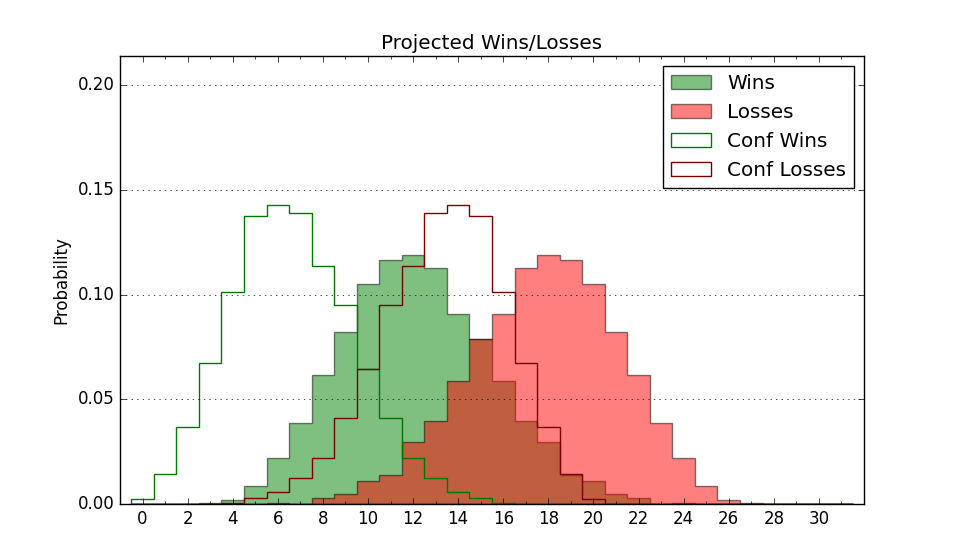 Projected Wins/Losses
Wins
Losses
Conf Wins
Conf Losses
Probability
0.20
0.15
0.10
0.05
0.00
0 2 4 6 8 10 12 14 16 18 20 22 24 26 28 30